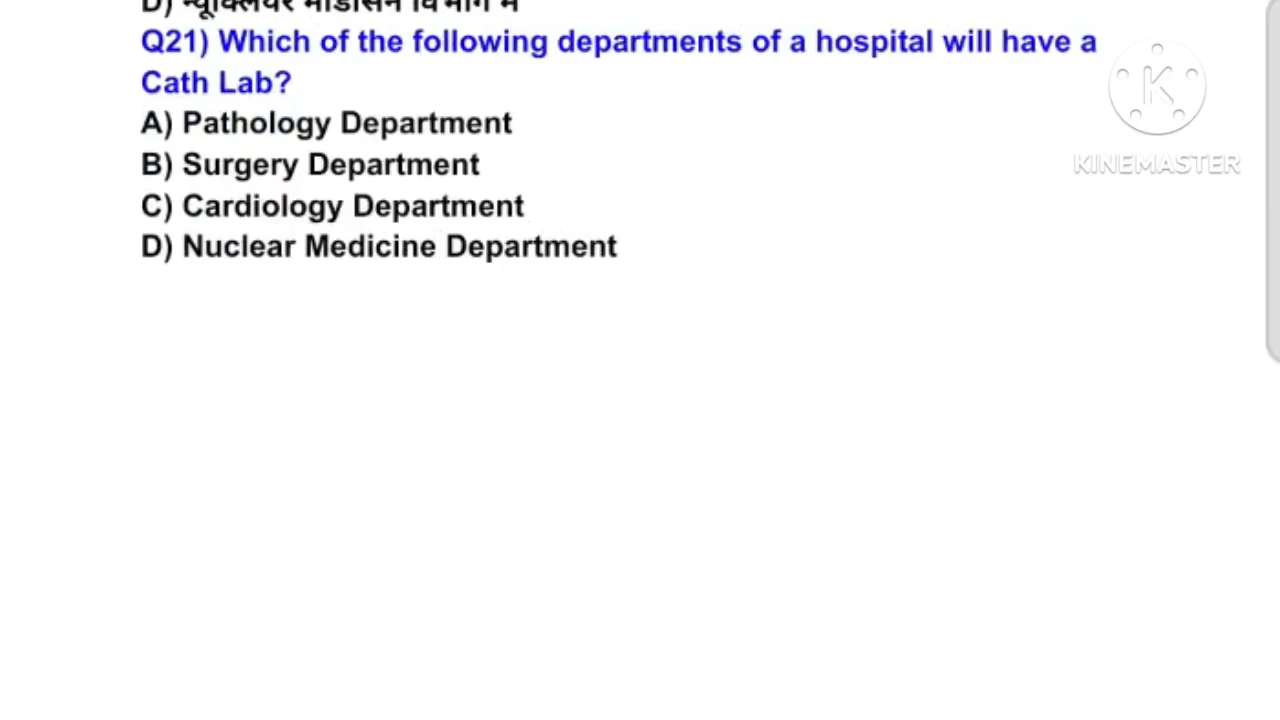 D) न्यूक्लियर मेडिसिन विभाग में
Q21) Which of the following departments of a hospital will have a
Cath Lab?
A) Pathology Department
B) Surgery Department
C) Cardiology Department
D) Nuclear Medicine Department
K
KINEMASTER